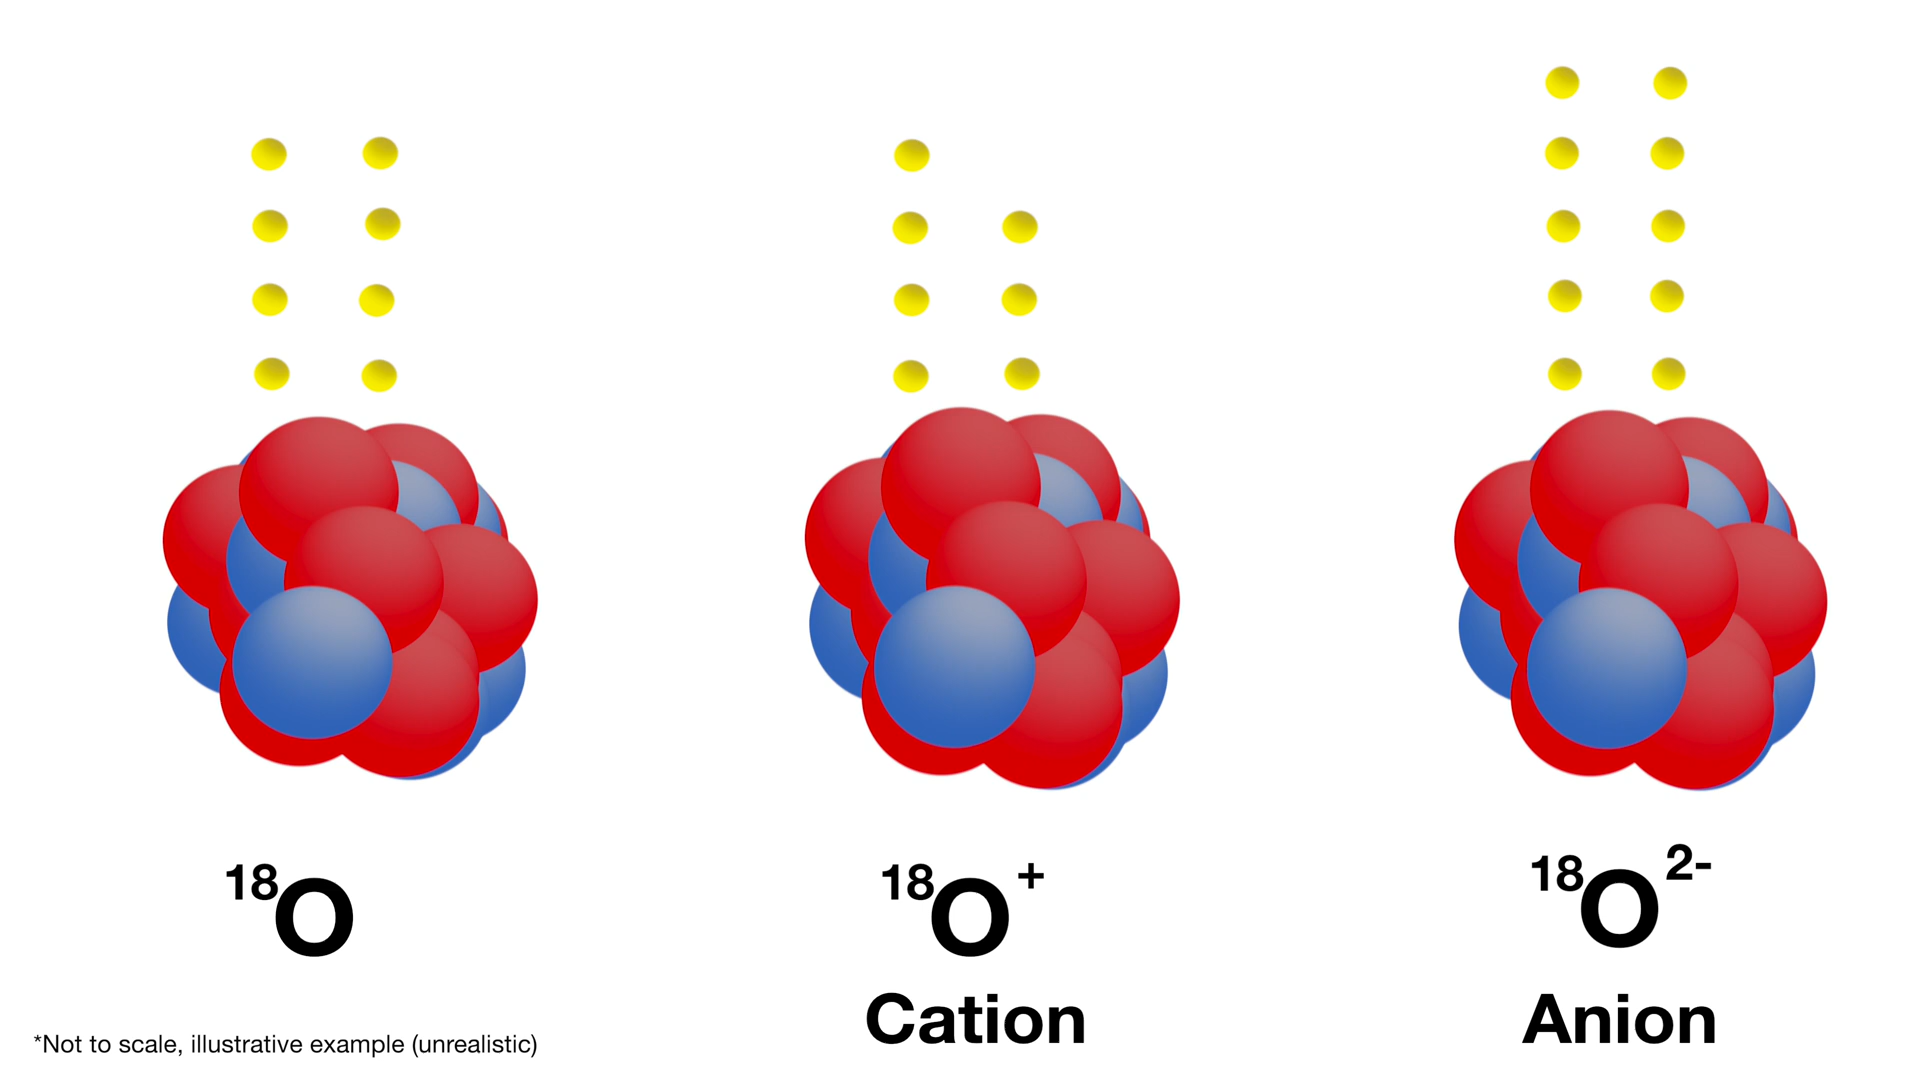 ¹⁸O
¹⁸O⁺
¹⁸O²⁻
Cation
Anion
*Not to scale, illustrative example (unrealistic)